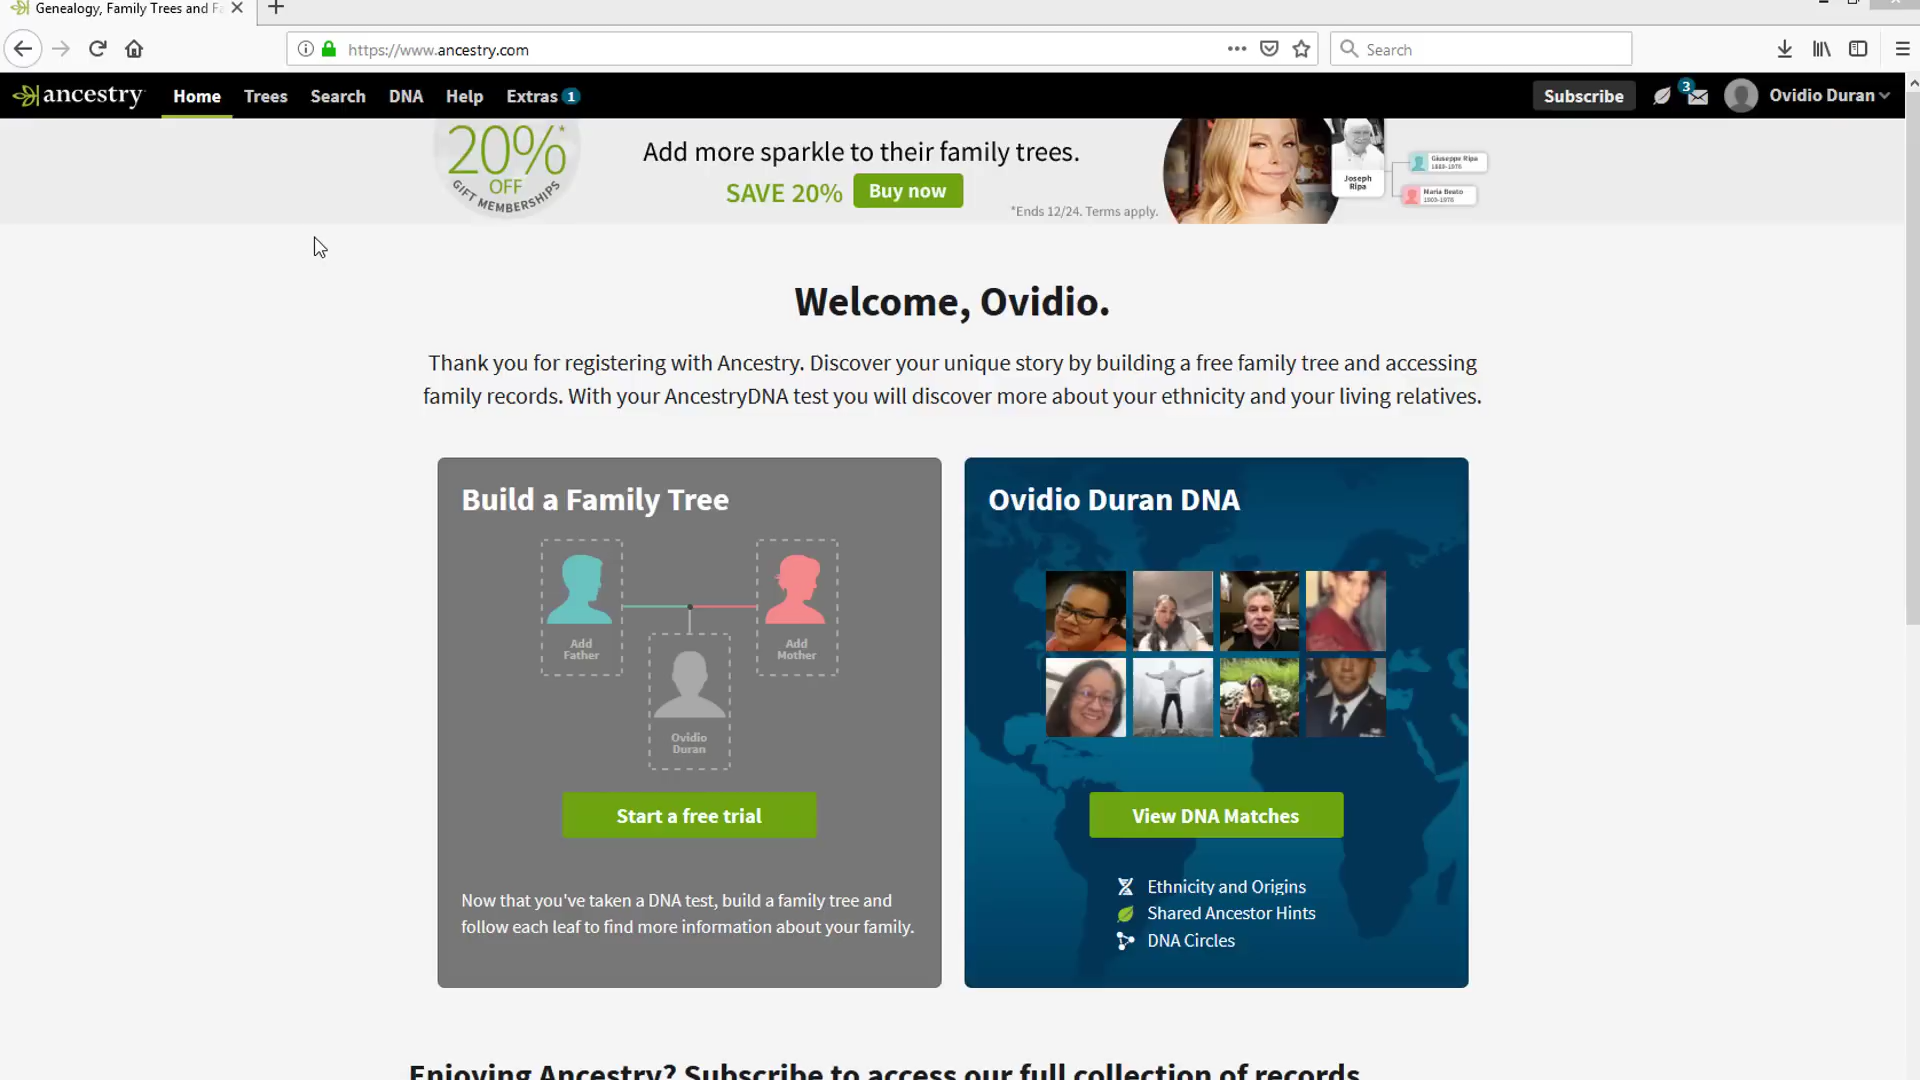 Genealogy, Family Trees and Fa
https://www.ancestry.com
Search
ancestry
Home
Trees
Search
DNA
Help
Extras 1
Subscribe
3
Ovidio Duran
20%*
OFF
GIFT MEMBERSHIPS
Add more sparkle to their family trees.
SAVE 20%
Buy now
*Ends 12/24. Terms apply.
Joseph
Ripa
Giuseppe Ripa
Maria Beato
Welcome, Ovidio.
Thank you for registering with Ancestry. Discover your unique story by building a free family tree and accessing
family records. With your AncestryDNA test you will discover more about your ethnicity and your living relatives.
Build a Family Tree
Add
Father
Add
Mother
Ovidio
Duran
Start a free trial
Now that you've taken a DNA test, build a family tree and
follow each leaf to find more information about your family.
Ovidio Duran DNA
View DNA Matches
Ethnicity and Origins
Shared Ancestor Hints
DNA Circles
Enjoying Ancestry? Subscribe to access our full collection of records